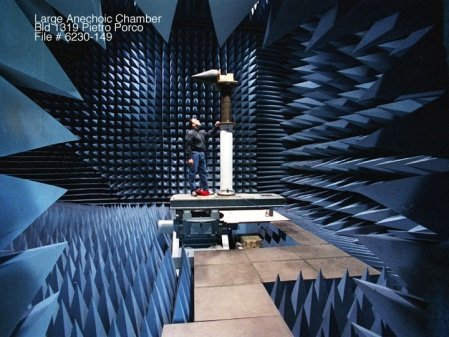 Large Anechoic Chamber
Bld 1319 Pietro Porco
File # 6230-149